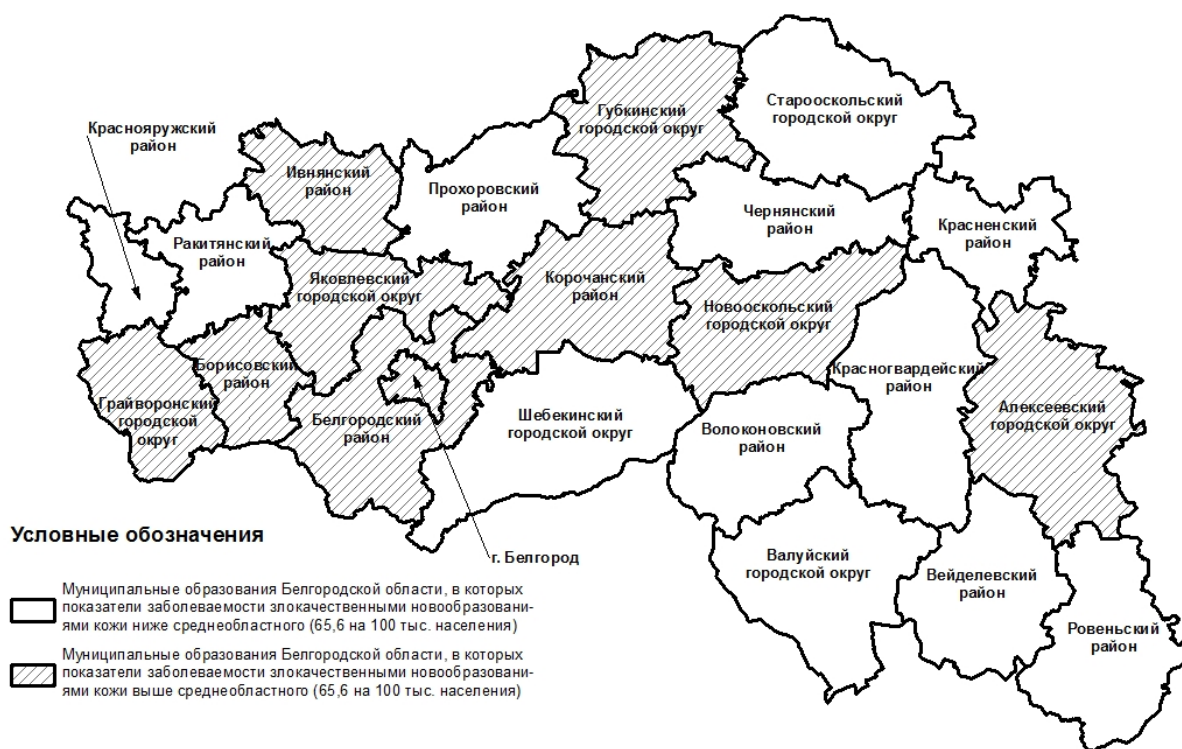 Губкинский
городской округ
Старооскольский
городской округ
Краснояружский
район
Ивнянский
район
Прохоровский
район
Чернянский
район
Красненский
район
Ракитянский
район
Яковлевский
городской округ
Корочанский
район
Новооскольский
городской округ
Борисовский
район
Красногвардейский
район
Грайворонский
городской
округ
Белгородский
район
Шебекинский
городской округ
Волоконовский
район
Алексеевский
городской округ
г. Белгород
Валуйский
городской округ
Вейделевский
район
Ровеньский
район
Условные обозначения
Муниципальные образования Белгородской области, в которых
показатели заболеваемости злокачественными новообразовани-
ями кожи ниже среднеобластного (65,6 на 100 тыс. населения)
Муниципальные образования Белгородской области, в которых
показатели заболеваемости злокачественными новообразовани-
ями кожи выше среднеобластного (65,6 на 100 тыс. населения)